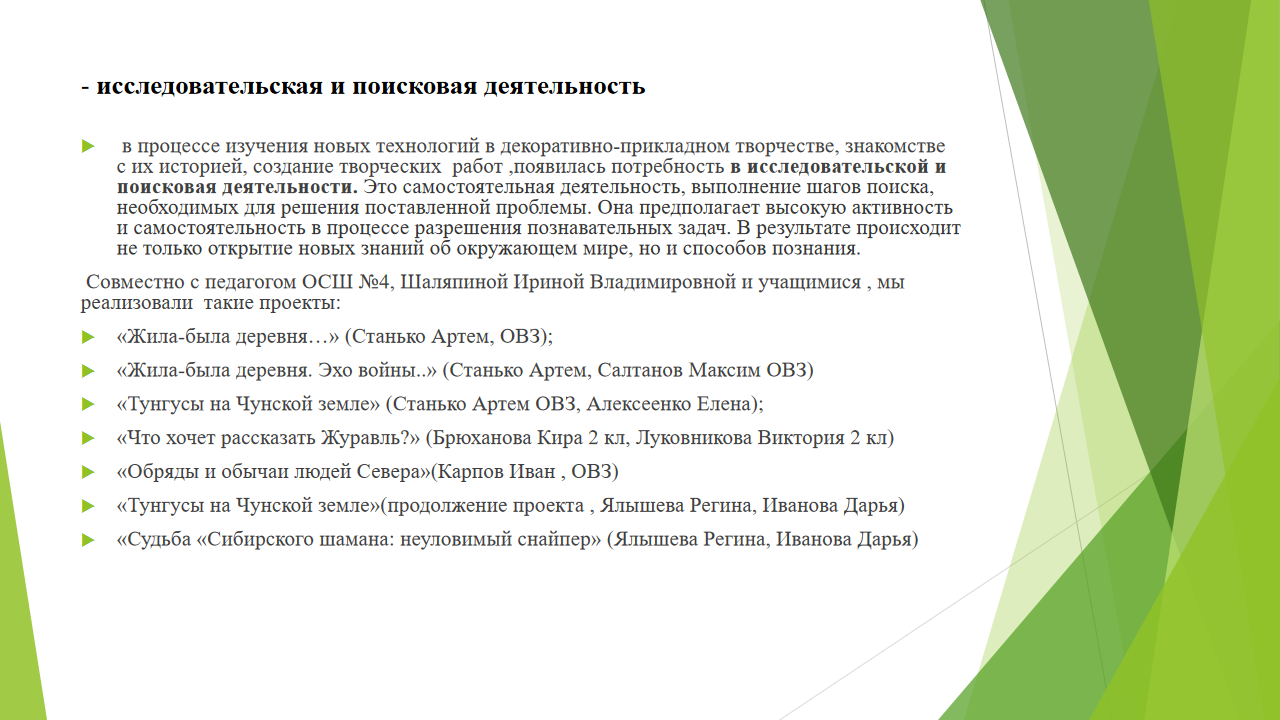 - исследовательская и поисковая деятельность
в процессе изучения новых технологий в декоративно-прикладном творчестве, знакомстве
с их историей, создание творческих  работ ,появилась потребность в исследовательской и
поисковая деятельности. Это самостоятельная деятельность, выполнение шагов поиска,
необходимых для решения поставленной проблемы. Она предполагает высокую активность
и самостоятельность в процессе разрешения познавательных задач. В результате происходит
не только открытие новых знаний об окружающем мире, но и способов познания.
Совместно с педагогом ОСШ №4, Шаляпиной Ириной Владимировной и учащимися , мы
реализовали  такие проекты:
«Жила-была деревня…» (Станько Артем, ОВЗ);
«Жила-была деревня. Эхо войны..» (Станько Артем, Салтанов Максим ОВЗ)
«Тунгусы на Чунской земле» (Станько Артем ОВЗ, Алексеенко Елена);
«Что хочет рассказать Журавль?» (Брюханова Кира 2 кл, Луковникова Виктория 2 кл)
«Обряды и обычаи людей Севера»(Карпов Иван , ОВЗ)
«Тунгусы на Чунской земле»(продолжение проекта , Ялышева Регина, Иванова Дарья)
«Судьба «Сибирского шамана: неуловимый снайпер» (Ялышева Регина, Иванова Дарья)